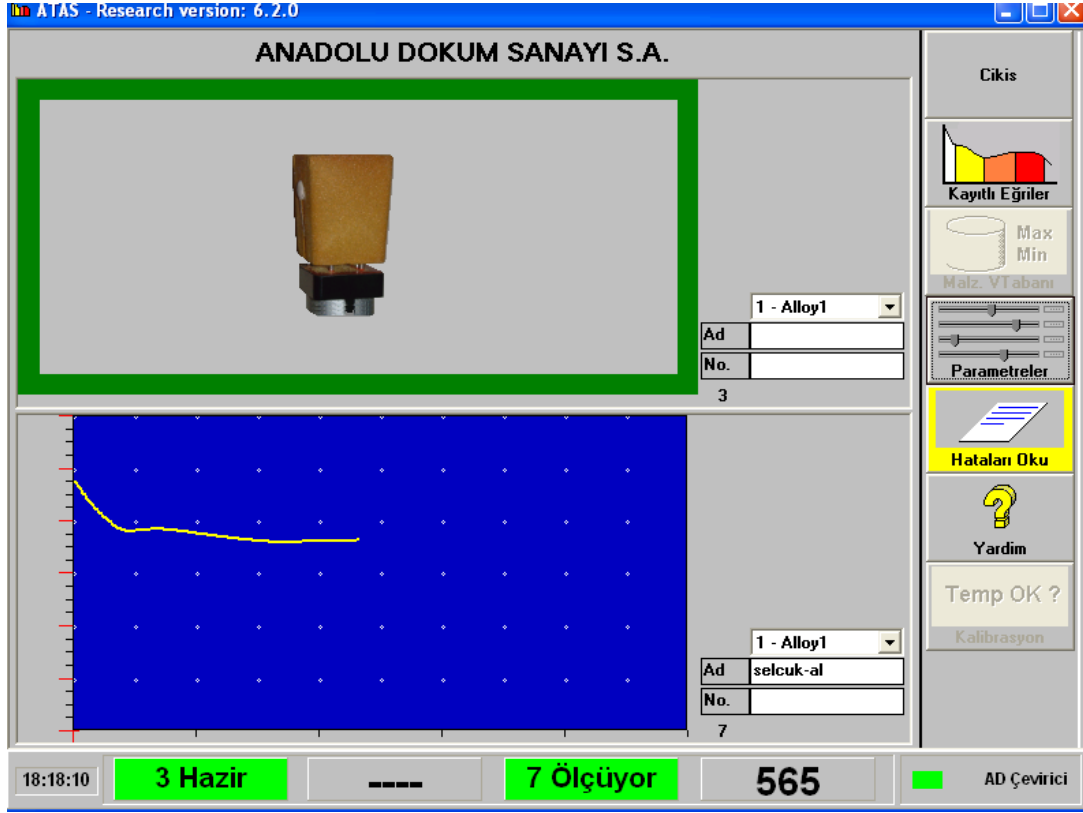 ATAS - Research version: 6.2.0
ANADOLU DOKUM SANAYI S.A.
1 - Alloy1
Ad
No.
3
1 - Alloy1
Ad selcuk-al
No.
7
Cikis
Kayıtlı Eğriler
Max
Min
Malz. VTabanı
Parametreler
Hataları Oku
Yardim
Temp OK ?
Kalibrasyon
18:18:10 3 Hazir ---- 7 Ölçüyor 565 AD Çevirici